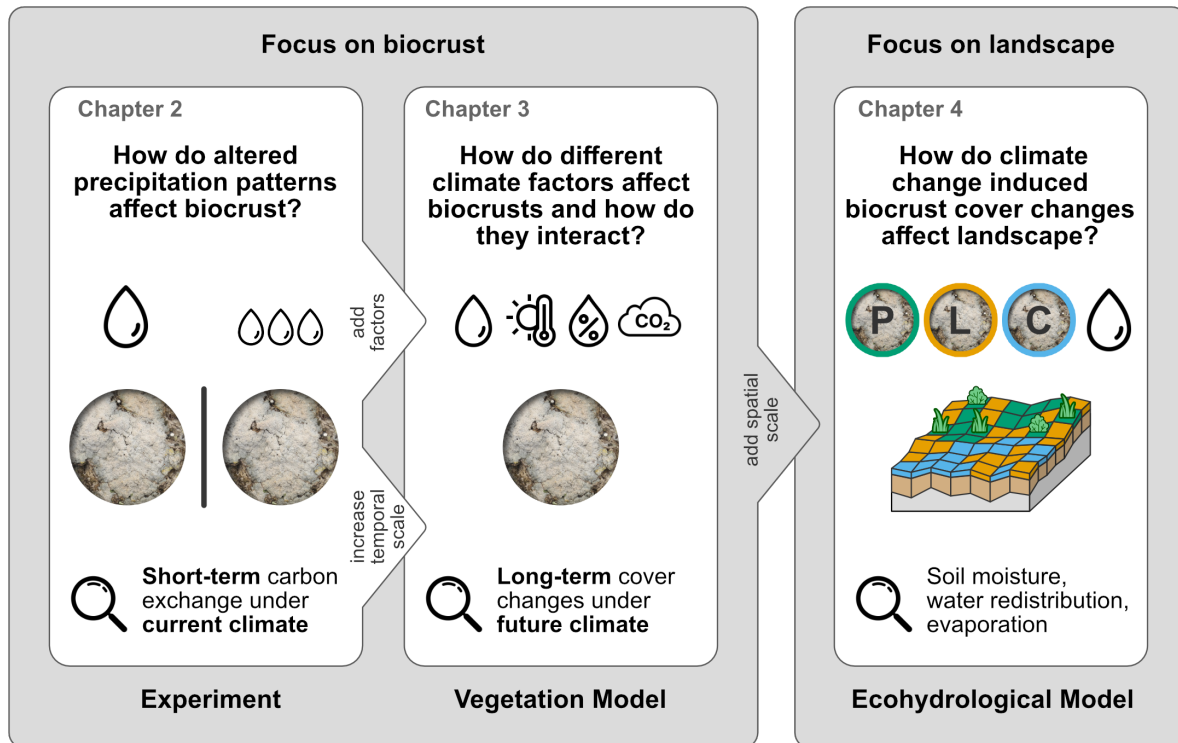 Focus on biocrust
Chapter 2
How do altered
precipitation patterns
affect biocrust?
add
factors
increase
temporal
scale
Short-term carbon
exchange under
current climate
Experiment
Chapter 3
How do different
climate factors affect
biocrusts and how do
they interact?
%
CO₂
Long-term cover
changes under
future climate
Vegetation Model
add spatial
scale
Focus on landscape
Chapter 4
How do climate
change induced
biocrust cover changes
affect landscape?
P L C
Soil moisture,
water redistribution,
evaporation
Ecohydrological Model